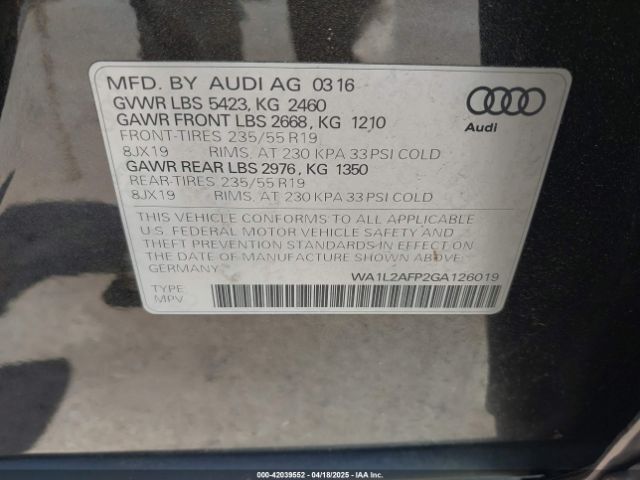 MFD. BY AUDI AG 03 16
GVWR LBS 5423, KG 2460
GAWR FRONT LBS 2668, KG 1210
FRONT-TIRES 235/55 R19
8JX19 RIMS, AT 230 KPA 33 PSI COLD
GAWR REAR LBS 2976, KG 1350
REAR-TIRES 235/55 R19
8JX19 RIMS, AT 230 KPA 33 PSI COLD
Audi
THIS VEHICLE CONFORMS TO ALL APPLICABLE
U.S. FEDERAL MOTOR VEHICLE SAFETY AND
THEFT PREVENTION STANDARDS IN EFFECT ON
THE DATE OF MANUFACTURE SHOWN ABOVE
GERMANY
WA1L2AFP2GA126019
TYPE
MPV
000-42039552 - 04/18/2025 - IAA Inc.